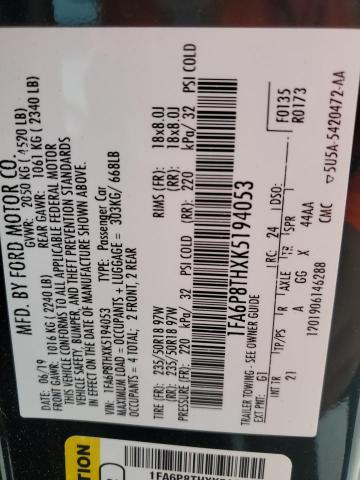 MFD. BY FORD MOTOR CO.
GVWR: 2050 KG ( 4520 LB)
REAR GAWR: 1061 KG ( 2340 LB)
DATE: 06/19
FRONT GAWR: 1016 KG ( 2240 LB)
THIS VEHICLE CONFORMS TO ALL APPLICABLE FEDERAL MOTOR
VEHICLE SAFETY, BUMPER, AND THEFT PREVENTION STANDARDS
IN EFFECT ON THE DATE OF MANUFACTURE SHOWN ABOVE.
VIN: 1FA6P8THXK5194053 TYPE: Passenger Car
MAXIMUM LOAD = OCCUPANTS + LUGGAGE = 303KG/ 668LB
OCCUPANTS = 4 TOTAL; 2 FRONT, 2 REAR
TIRE (FR): 235/50R18 97W RIMS (FR): 18x8.0J
TIRE (RR): 235/50R18 97W (RR): 18x8.0J
PRESSURE (FR): 220 kPa/ 32 PSI COLD
(RR): 220 kPa/ 32 PSI COLD
1FA6P8THXK5194053
TRAILER TOWING - SEE OWNER GUIDE
EXT PNT: G1 RC: 24 DSO: F0135
R0173
INT TR TP/PS R AXLE TR SPR
21 A GG X 1
44AA
17019061462​88 CMC
5U5A-5420472-AA